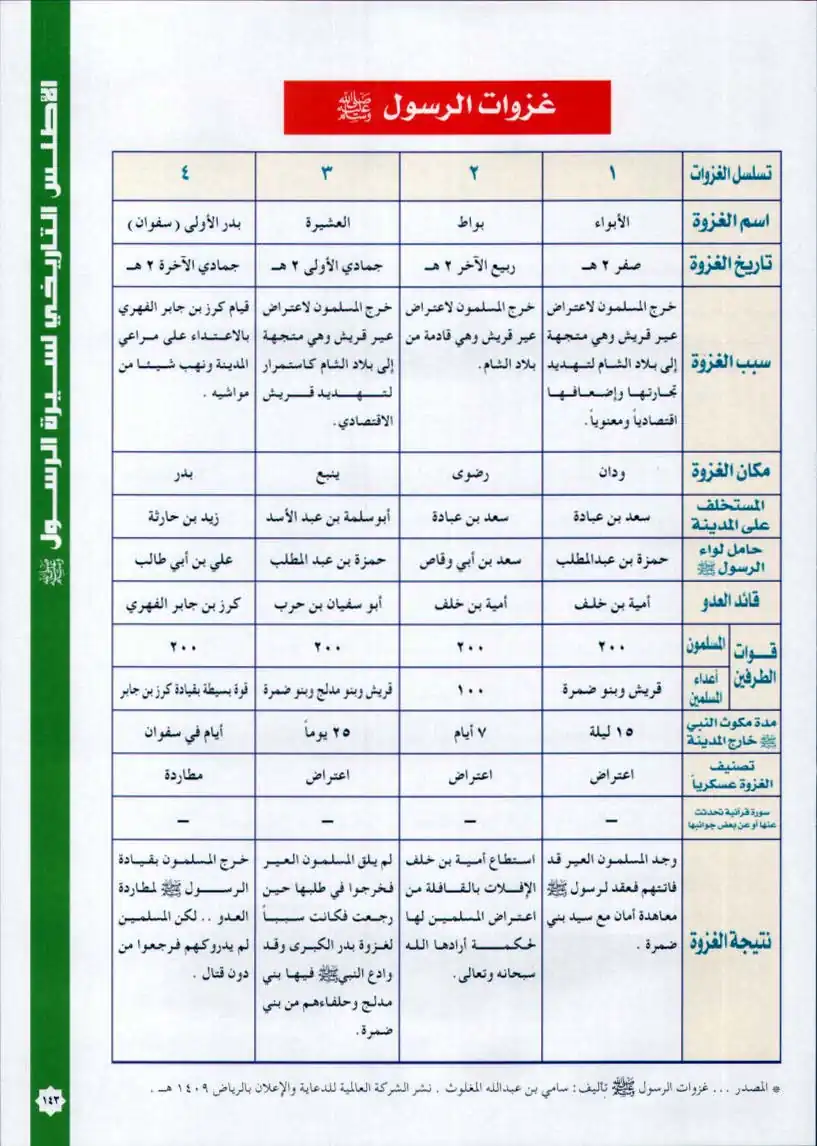 غزوات الرسول ﷺ
تسلسل الغزوات ١ ٢ ٣ ٤
اسم الغزوة الأبواء بواط العشيرة بدر الأولى (سفوان)
تاريخ الغزوة صفر ٢ هـ ربيع الآخر ٢ هـ جمادي الأولى ٢ هـ جمادي الآخرة ٢ هـ
سبب الغزوة
خرج المسلمون لاعتراض
عير قريش وهي متجهة
إلى بلاد الشام لتهديد
تجارتها وإضعافها
اقتصادياً ومعنوياً.
خرج المسلمون لاعتراض
عير قريش وهي قادمة من
بلاد الشام.
خرج المسلمون لاعتراض
عير قريش وهي متجهة
إلى بلاد الشام كاستمرار
لتهديد قريش
الاقتصادي.
قيام كرز بن جابر الفهري
بالاعتداء على مراعي
المدينة ونهب شيئا من
مواشيه .
مكان الغزوة ودان رضوى ينبع بدر
المستخلف
على المدينة
سعد بن عبادة سعد بن عبادة أبو سلمة بن عبد الأسد زيد بن حارثة
حامل لواء
الرسول ﷺ
حمزة بن عبدالمطلب سعد بن أبي وقاص حمزة بن عبد المطلب علي بن أبي طالب
قائد العدو أمية بن خلف أمية بن خلف أبو سفيان بن حرب كرز بن جابر الفهري
قوات
الطرفين
المسلمون ٢٠٠ ٢٠٠ ٢٠٠ ٢٠٠
أعداء
المسلمين
قريش وبنو ضمرة ١٠٠ قريش وبنو مدلج وبنو ضمرة قوة بسيطة بقيادة كرز بن جابر
مدة مكوث النبي
ﷺ خارج المدينة
١٥ ليلة ٧ أيام ٢٥ يوماً أيام في سفوان
تصنيف
الغزوة عسكرياً
اعتراض اعتراض اعتراض مطاردة
سورة قرآنية تحدثت
عنها أو عن بعض جوانبها
– – – –
نتيجة الغزوة
وجد المسلمون العير قد
فاتتهم فعقد لرسول ﷺ
معاهدة أمان مع سيد بني
ضمرة .
استطاع أمية بن خلف
الإفلات بالقافلة من
اعتراض المسلمين لها
لحكمة أرادها الله
سبحانه وتعالى.
لم يلق المسلمون العير
فخرجوا في طلبها حين
رجعت فكانت سبباً
لغزوة بدر الكبرى وقد
وادع النبي ﷺ فيها بني
مدلج وحلفاءهم من بني
ضمرة.
خرج المسلمون بقيادة
الرسول ﷺ لمطاردة
العدو .. لكن المسلمين
لم يدركوهم فرجعوا من
دون قتال .
* المصدر ... غزوات الرسول ﷺ تأليف : سامي بن عبدالله المغلوث . نشر الشركة العالمية للدعاية والإعلان بالرياض ١٤٠٩ هـ .
الأطلس التاريخي لسيرة الرسول ﷺ
١٤٣